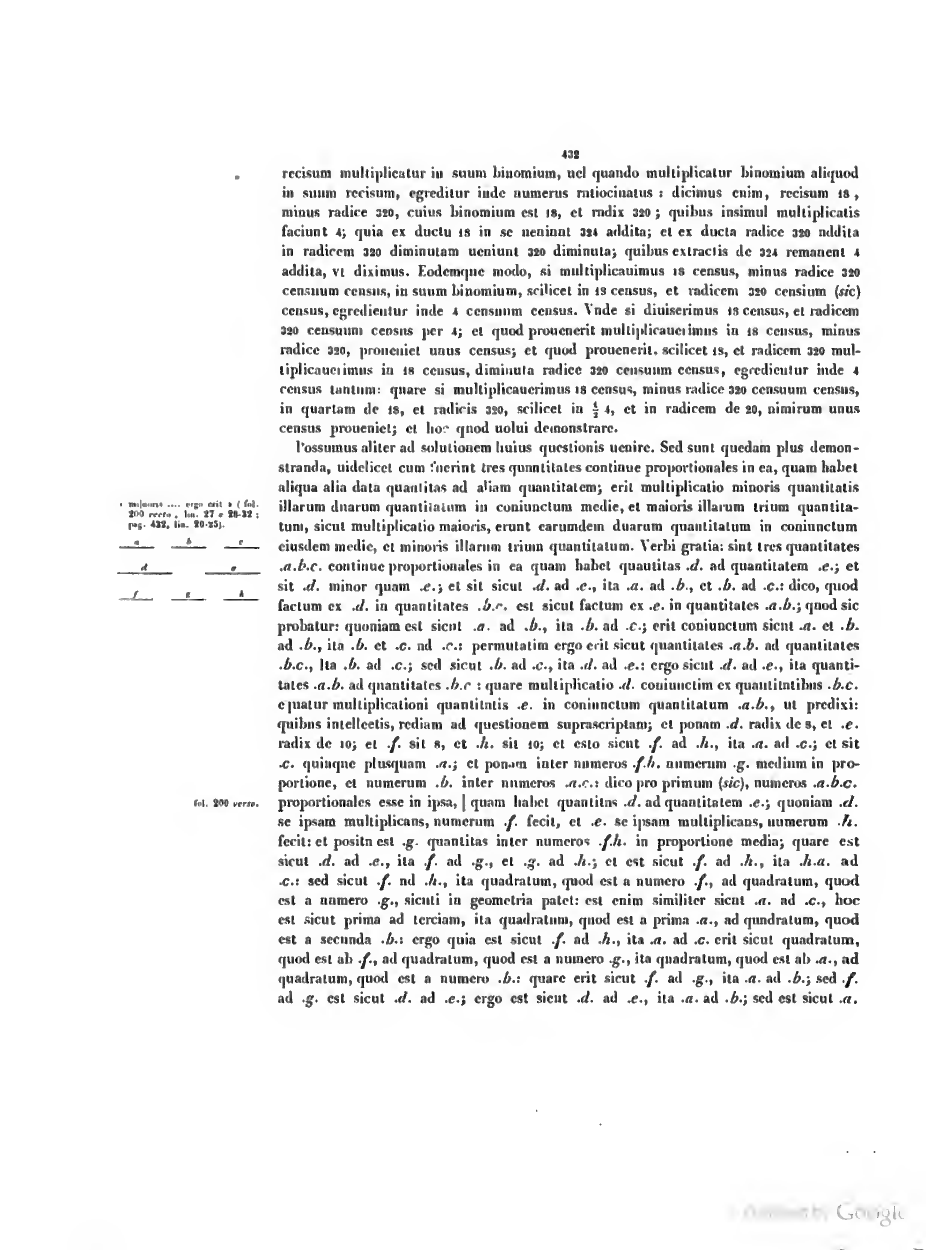 432
recisum multiplicatur in suum binomium, uel quando multiplicatur binomium aliquod
in suum recisum, egreditur inde numerus ratiocinatus : dicimus enim, recisum 18 ,
minus radice 320, cuius binomium est 18, et radix 320 ; quibus insimul multiplicatis
faciunt 4; quia ex ductu 18 in se ueniunt 324 addita; et ex ducta radice 320 addita
in radicem 320 diminutam ueniunt 320 diminuta; quibus extractis de 324 remanent 4
addita, vt diximus. Eodemque modo, si multiplicauimus 18 census, minus radice 320
censuum census, in suum binomium, scilicet in 18 census, et radicem 320 censium (sic)
census, egredientur inde 4 censuum census. Vnde si diuiserimus 18 census, et radicem
320 censuum census per 4; et quod prouenerit multiplicauerimus in 18 census, minus
radice 320, proueniet unus census; et quod prouenerit. scilicet 18, et radicem 320 mul-
tiplicauerimus in 18 census, diminuta radice 320 censuum census, egredientur inde 4
census tantum: quare si multiplicauerimus 18 census, minus radice 320 censuum census,
in quartam de 18, et radicis 320, scilicet in 1/2 4, et in radicem de 20, nimirum unus
census proueniet; et hoc quod uolui demonstrare.
Possumus aliter ad solutionem huius questionis uenire. Sed sunt quedam plus demon-
stranda, uidelicet cum fuerint tres quantitates continue proportionales in ea, quam habet
aliqua alia data quantitas ad aliam quantitatem; erit multiplicatio minoris quantitatis
illarum duarum quantitatum in coniunctum medie, et maioris illarum trium quantita-
tum, sicut multiplicatio maioris, erunt earumdem duarum quantitatum in coniunctum
eiusdem medie, et minoris illarum trium quantitatum. Verbi gratia: sint tres quantitates
.a.b.c. continue proportionales in ea quam habet quautitas .d. ad quantitatem .e.; et
sit .d. minor quam .e.; et sit sicut .d. ad .e., ita .a. ad .b., et .b. ad .c.: dico, quod
factum ex .d. in quantitates .b.c. est sicut factum ex .e. in quantitates .a.b.; quod sic
probatur: quoniam est sicut .a. ad .b., ita .b. ad .c.; erit coniunctum sicut .a. et .b.
ad .b., ita .b. et .c. ad .c.: permutatim ergo erit sicut quantitates .a.b. ad quantitates
.b.c., Ita .b. ad .c.; sed sicut .b. ad .c., ita .d. ad .e.: ergo sicut .d. ad .e., ita quanti-
tates .a.b. ad quantitates .b.c : quare multiplicatio .d. coniunctim ex quantitatibus .b.c.
equatur multiplicationi quantitatis .e. in coniunctum quantitatum .a.b., ut predixi:
quibus intellectis, rediam ad questionem suprascriptam; et ponam .d. radix de 8, et .e.
radix de 10; et .f. sit 8, et .h. sit 10; et esto sicut .f. ad .h., ita .a. ad .c.; et sit
.c. quinque plusquam .a.; et ponam inter numeros .f.h. numerum .g. medium in pro-
portione, et numerum .b. inter numeros .a.c.: dico pro primum (sic), numeros .a.b.c.
proportionales esse in ipsa, | quam habet quantitas .d. ad quantitatem .e.; quoniam .d.
se ipsam multiplicans, numerum .f. fecit, et .e. se ipsam multiplicans, numerum .h.
fecit: et posita est .g. quantitas inter numeros .f.h. in proportione media; quare est
sicut .d. ad .e., ita .f. ad .g., et .g. ad .h.; et est sicut .f. ad .h., ita .h.a. ad
.c.: sed sicut .f. ad .h., ita quadratum, quod est a numero .f., ad quadratum, quod
est a numero .g., sicuti in geometria patet: est enim similiter sicut .a. ad .c., hoc
est sicut prima ad terciam, ita quadratum, quod est a prima .a., ad quadratum, quod
est a secunda .b.: ergo quia est sicut .f. ad .h., ita .a. ad .c. erit sicut quadratum,
quod est ab .f., ad quadratum, quod est a numero .g., ita quadratum, quod est ab .a., ad
quadratum, quod est a numero .b.: quare erit sicut .f. ad .g., ita .a. ad .b.; sed .f.
ad .g. est sicut .d. ad .e.; ergo est sicut .d. ad .e., ita .a. ad .b.; sed est sicut .a.
« minoris .... ergo erit » ( fol.
200 recto , lin. 27 e 28-32 ;
pag. 432, lin. 20-25).
a b c
d e
f g h
fol. 200 verso.
Google